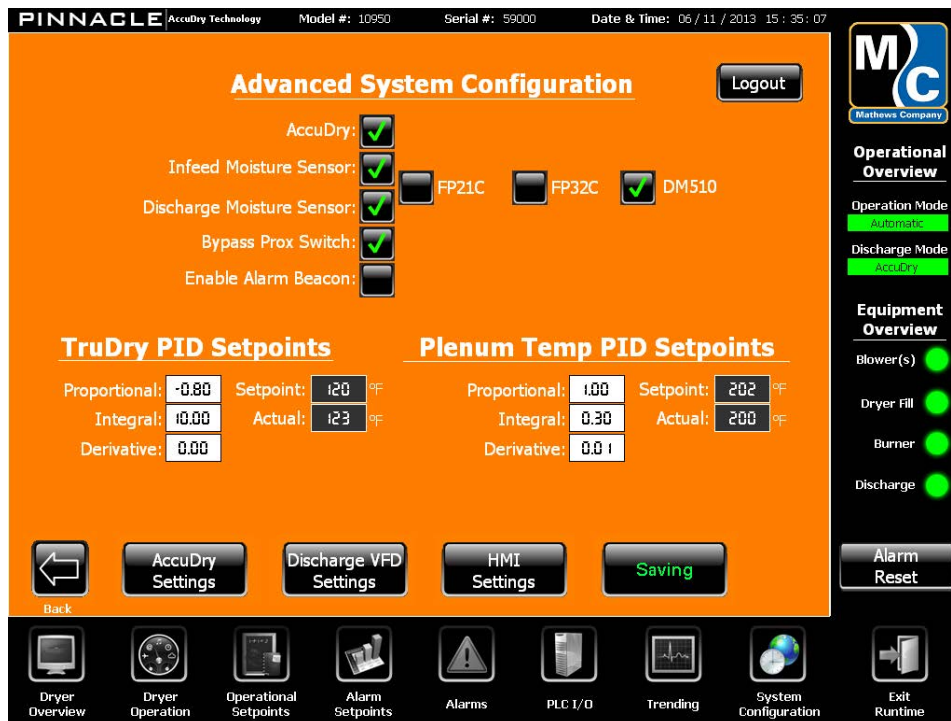 PINNACLE AccuDry Technology Model #: 10950 Serial #: 59000 Date & Time: 06 / 11 / 2013 15 : 35 : 07
MC
Mathews Company
Advanced System Configuration
Logout
AccuDry:
Infeed Moisture Sensor:
FP21C FP32C DM510
Discharge Moisture Sensor:
Bypass Prox Switch:
Enable Alarm Beacon:
TruDry PID Setpoints
Proportional: -0.80 Setpoint: 120 °F
Integral: 10.00 Actual: 123 °F
Derivative: 0.00
Plenum Temp PID Setpoints
Proportional: 1.00 Setpoint: 202 °F
Integral: 0.30 Actual: 200 °F
Derivative: 0.01
Operational
Overview
Operation Mode
Automatic
Discharge Mode
AccuDry
Equipment
Overview
Blower(s)
Dryer Fill
Burner
Discharge
Back
AccuDry
Settings
Discharge VFD
Settings
HMI
Settings
Saving
Alarm
Reset
Dryer
Overview
Dryer
Operation
Operational
Setpoints
Alarm
Setpoints
Alarms
PLC I/O
Trending
System
Configuration
Exit
Runtime